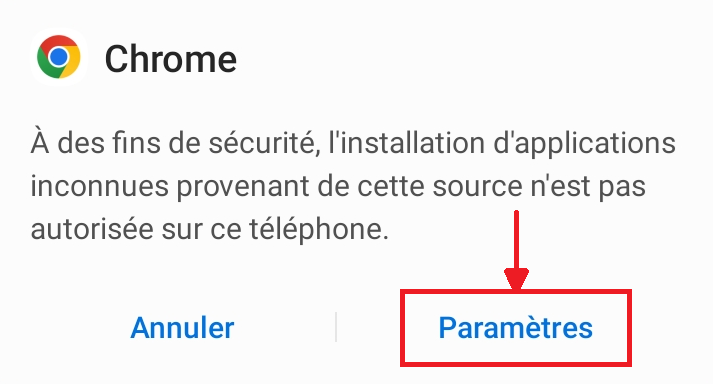 Chrome
À des fins de sécurité, l'installation d'applications
inconnues provenant de cette source n'est pas
autorisée sur ce téléphone.
Annuler
Paramètres